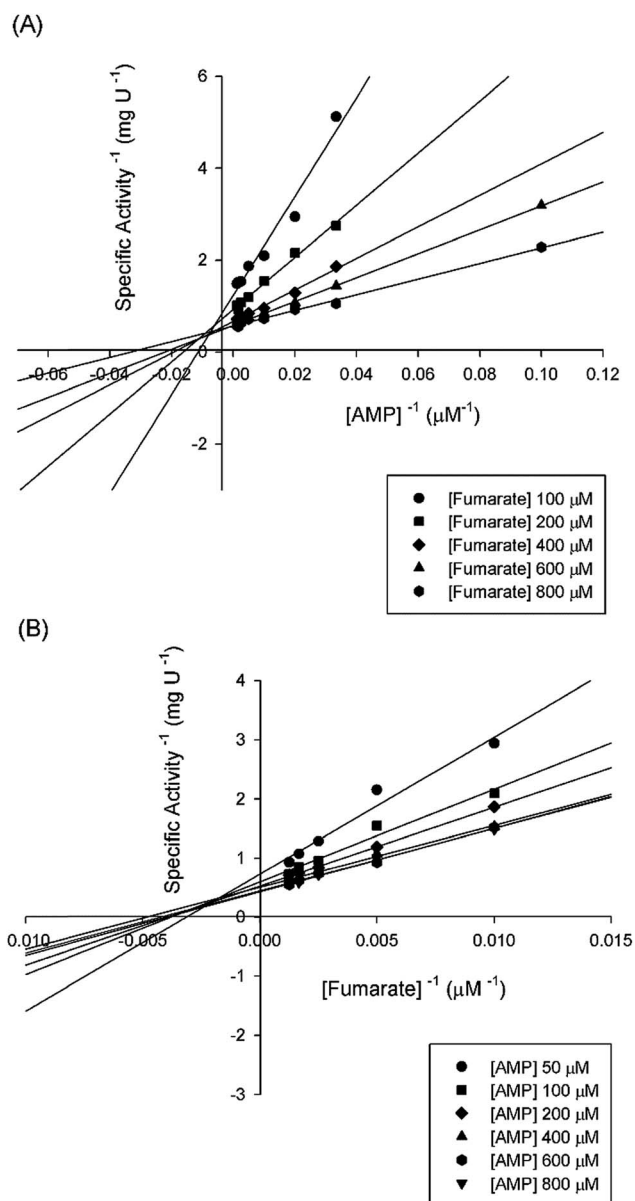 (A)
Specific Activity ⁻¹ (mg U ⁻¹)
6
4
2
0
-2
-0.06 -0.04 -0.02 0.00 0.02 0.04 0.06 0.08 0.10 0.12
[AMP] ⁻¹ (μM⁻¹)
[Fumarate] 100 μM
[Fumarate] 200 μM
[Fumarate] 400 μM
[Fumarate] 600 μM
[Fumarate] 800 μM
(B)
Specific Activity ⁻¹ (mg U ⁻¹)
4
3
2
1
0
-1
-2
-3
0.010 -0.005 0.000 0.005 0.010 0.015
[Fumarate] ⁻¹ (μM ⁻¹)
[AMP] 50 μM
[AMP] 100 μM
[AMP] 200 μM
[AMP] 400 μM
[AMP] 600 μM
[AMP] 800 μM